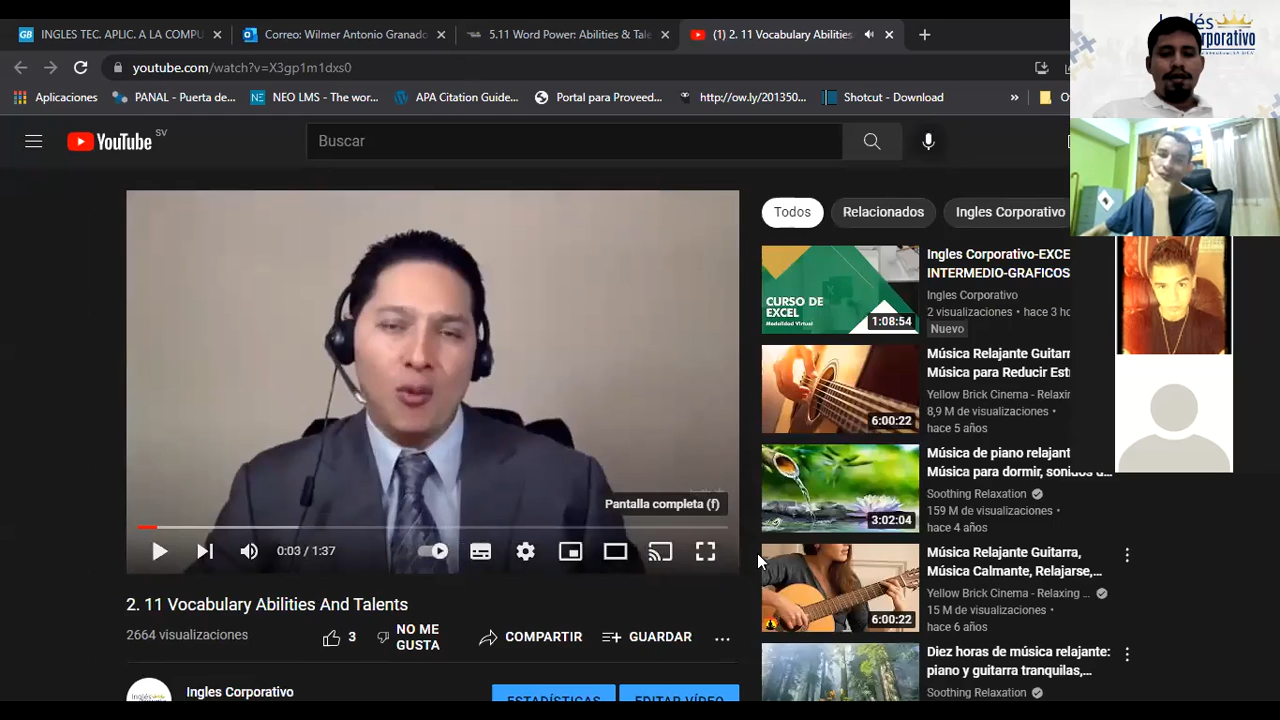 INGLES TEC. APLIC. A LA COMPU
Correo: Wilmer Antonio Granado
5.11 Word Power: Abilities & Tale
(1) 2. 11 Vocabulary Abilities
youtube.com/watch?v=X3gp1m1dxs0
Aplicaciones
PANAL - Puerta de...
NEO LMS - The wor...
APA Citation Guide...
Portal para Proveed...
http://ow.ly/201350...
Shotcut - Download
»
YouTube SV
Buscar
Inglés
Corporativo
Todos
Relacionados
Ingles Corporativo
Ingles Corporativo-EXCE
INTERMEDIO-GRAFICOS
Ingles Corporativo
2 visualizaciones • hace 3 ho
Nuevo
CURSO DE
EXCEL
Modalidad Virtual
1:08:54
Música Relajante Guitarr
Música para Reducir Estr
Yellow Brick Cinema - Relaxin
8,9 M de visualizaciones •
hace 5 años
6:00:22
Música de piano relajant
Música para dormir, sonidos d...
Soothing Relaxation
159 M de visualizaciones •
hace 4 años
3:02:04
Música Relajante Guitarra,
Música Calmante, Relajarse,...
Yellow Brick Cinema - Relaxing ...
15 M de visualizaciones •
hace 6 años
6:00:22
Diez horas de música relajante:
piano y guitarra tranquilas,...
Soothing Relaxation
Pantalla completa (f)
0:03 / 1:37
2. 11 Vocabulary Abilities And Talents
2664 visualizaciones
3
NO ME
GUSTA
COMPARTIR
GUARDAR
Ingles Corporativo
ESTADÍSTICAS
EDITAR VÍDEO